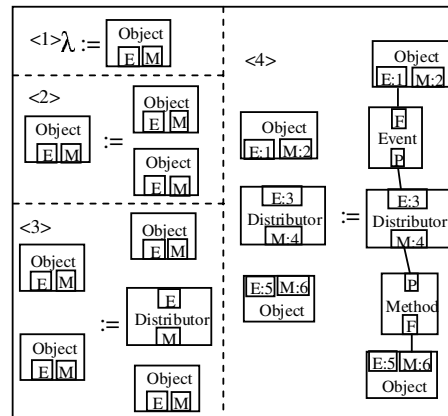 <1> λ :=
Object
E M
<2>
Object
E M
:=
Object
E M
Object
E M
<3>
Object
E M
Object
E M
:=
Object
E M
E
Distributor
M
Object
E M
<4>
Object
E:1 M:2
E:3
Distributor
M:4
E:5 M:6
Object
:=
Object
E:1 M:2
F
Event
P
E:3
Distributor
M:4
P
Method
F
E:5 M:6
Object